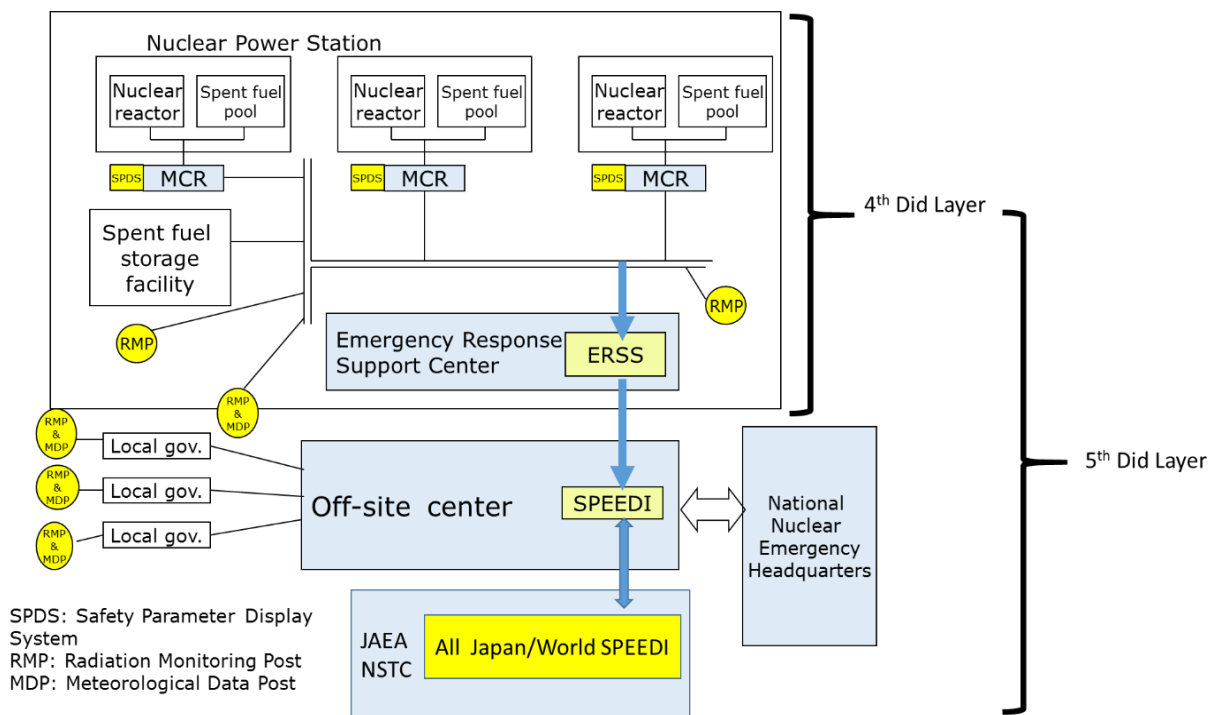 Nuclear Power Station
Nuclear
reactor
Spent fuel
pool
Nuclear
reactor
Spent fuel
pool
Nuclear
reactor
Spent fuel
pool
SPDS
MCR
SPDS
MCR
SPDS
MCR
4th Did Layer
Spent fuel
storage
facility
RMP
RMP
Emergency Response
Support Center
ERSS
RMP
&
MDP
RMP
&
MDP
Local gov.
RMP
&
MDP
Local gov.
RMP
&
MDP
Local gov.
Off-site center
SPEEDI
National
Nuclear
Emergency
Headquarters
5th Did Layer
JAEA
NSTC
All Japan/World SPEEDI
SPDS: Safety Parameter Display
System
RMP: Radiation Monitoring Post
MDP: Meteorological Data Post